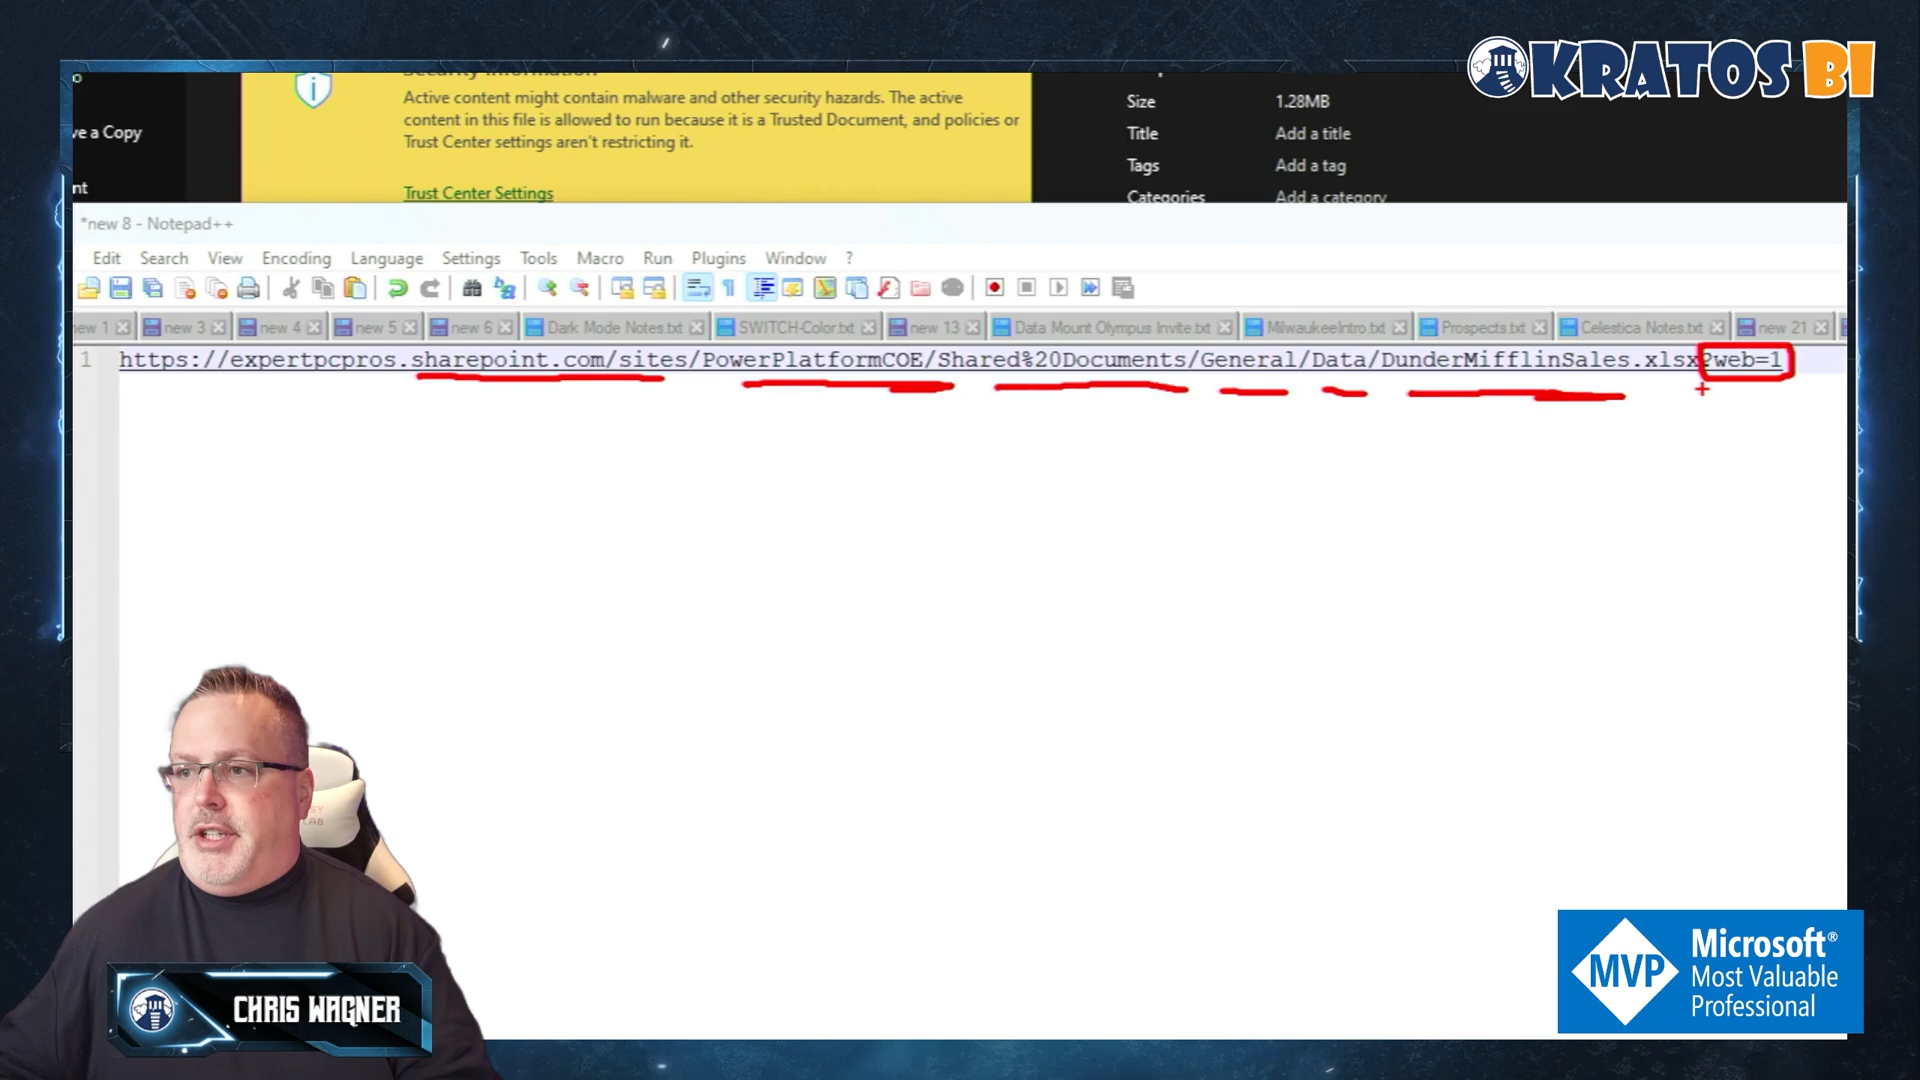 KRATOS BI
Security Information
Active content might contain malware and other security hazards. The active
content in this file is allowed to run because it is a Trusted Document, and policies or
Trust Center settings aren't restricting it.
Trust Center Settings
ve a Copy
nt
Size 1.28MB
Title Add a title
Tags Add a tag
Categories Add a category
*new 8 - Notepad++
Edit Search View Encoding Language Settings Tools Macro Run Plugins Window ?
new 1 new 3 new 4 new 5 new 6 Dark Mode Notes.txt SWITCH-Color.txt new 13 Data Mount Olympus Invite.txt MilwaukeeIntro.txt Prospects.txt Celestica Notes.txt new 21
1 https://expertpcpros.sharepoint.com/sites/PowerPlatformCOE/Shared%20Documents/General/Data/DunderMifflinSales.xlsx?web=1
CHRIS WAGNER
MVP
Microsoft®
Most Valuable
Professional